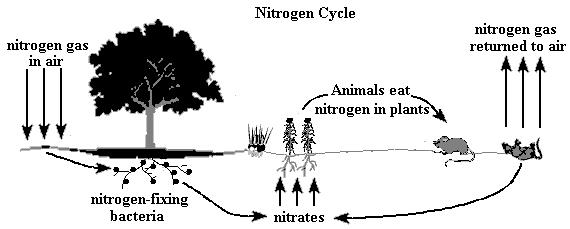 Nitrogen Cycle
nitrogen gas
in air
nitrogen gas
returned to air
Animals eat
nitrogen in plants
nitrogen-fixing
bacteria
nitrates